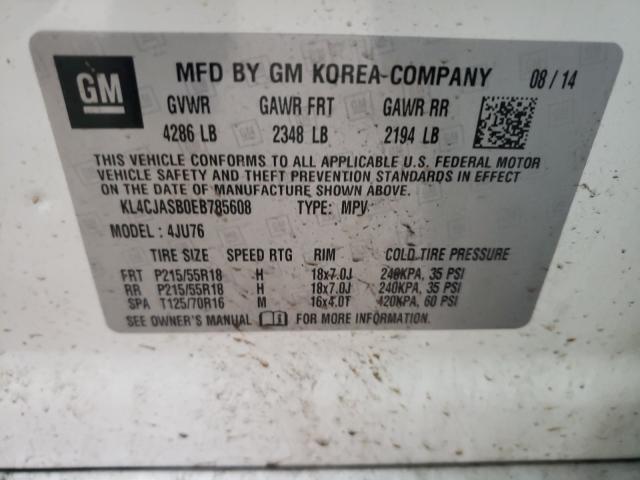 GM
MFD BY GM KOREA-COMPANY 08/14
GVWR GAWR FRT GAWR RR
4286 LB 2348 LB 2194 LB
THIS VEHICLE CONFORMS TO ALL APPLICABLE U.S. FEDERAL MOTOR
VEHICLE SAFETY AND THEFT PREVENTION STANDARDS IN EFFECT
ON THE DATE OF MANUFACTURE SHOWN ABOVE.
KL4CJASB0EB785608 TYPE: MPV
MODEL: 4JU76
TIRE SIZE SPEED RTG RIM COLD TIRE PRESSURE
FRT P215/55R18 H 18x7.0J 240KPA, 35 PSI
RR P215/55R18 H 18x7.0J 240KPA, 35 PSI
SPA T125/70R16 M 16x4.0T 420KPA, 60 PSI
SEE OWNER'S MANUAL FOR MORE INFORMATION.